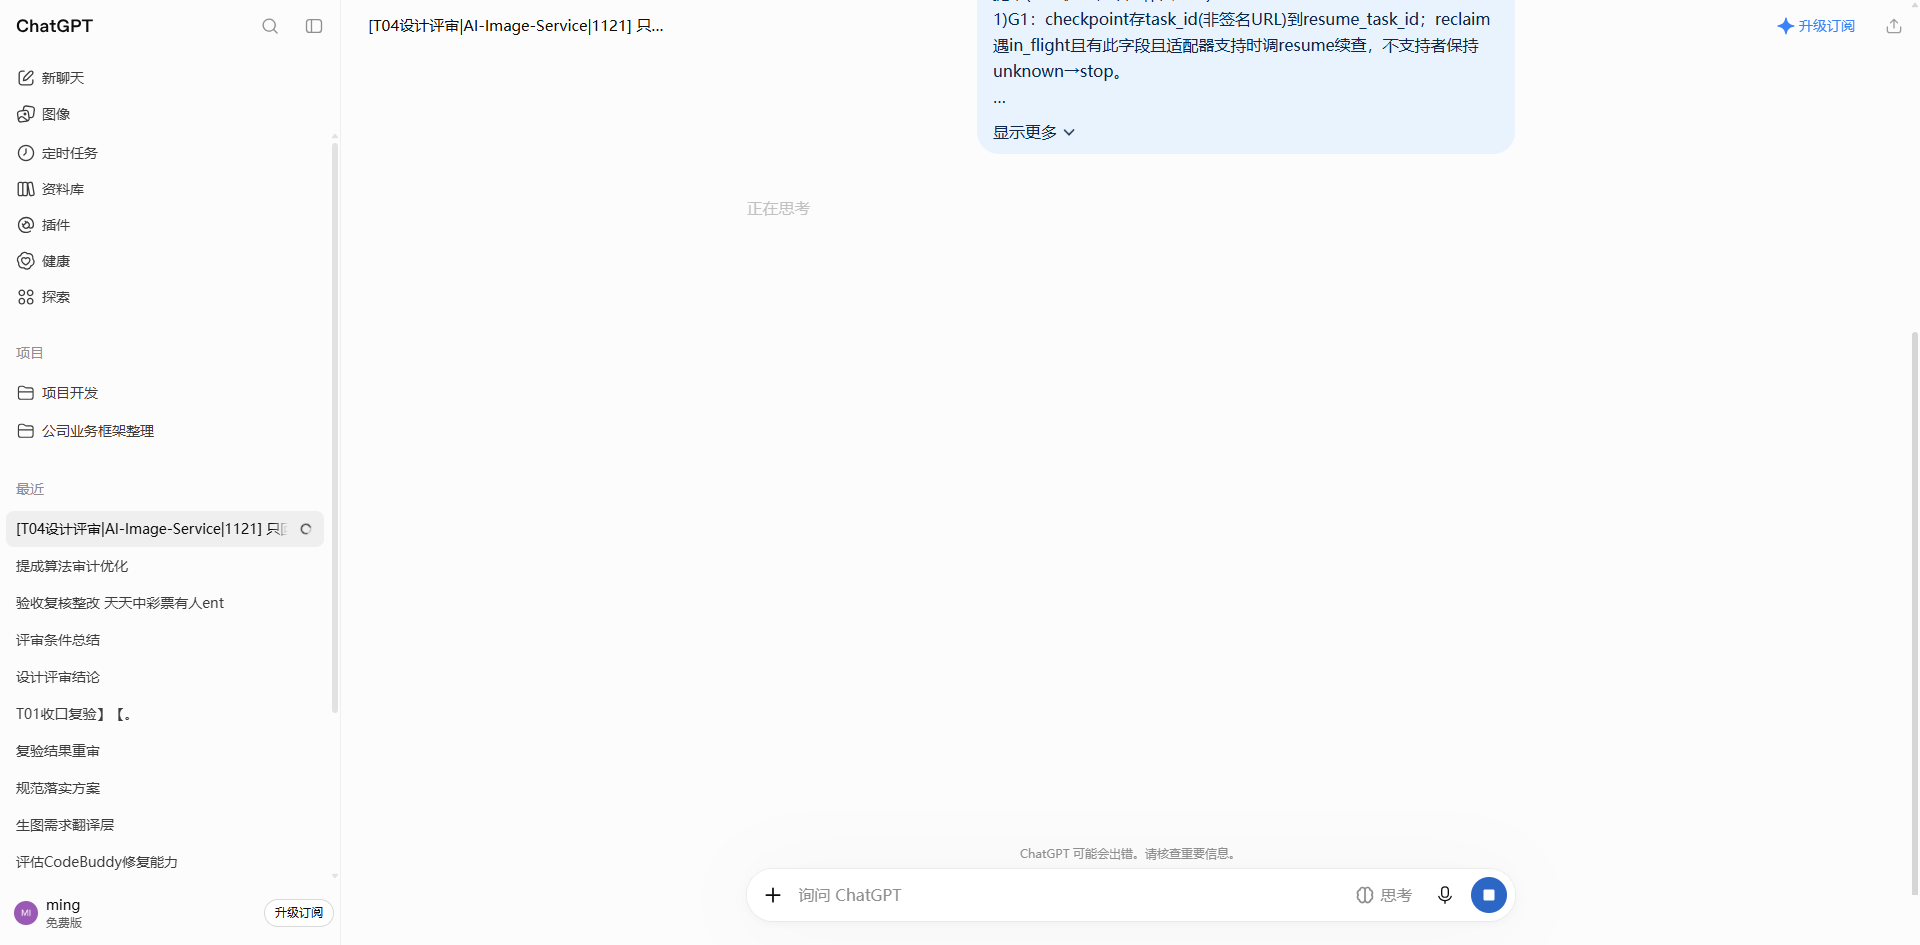 ChatGPT
新聊天
图像
定时任务
资料库
插件
健康
探索
项目
项目开发
公司业务框架整理
最近
[T04设计评审|AI-Image-Service|1121] 只
提成算法审计优化
验收复核整改 天天中彩票有人ent
评审条件总结
设计评审结论
T01收口复验】【。
复验结果重审
规范落实方案
生图需求翻译层
评估CodeBuddy修复能力
MI
ming
免费版
升级订阅
[T04设计评审|AI-Image-Service|1121] 只...
升级订阅
1)G1：checkpoint存task_id(非签名URL)到resume_task_id；reclaim
遇in_flight且有此字段且适配器支持时调resume续查，不支持者保持
unknown→stop。
...
显示更多
正在思考
ChatGPT 可能会出错。请核查重要信息。
询问 ChatGPT
思考